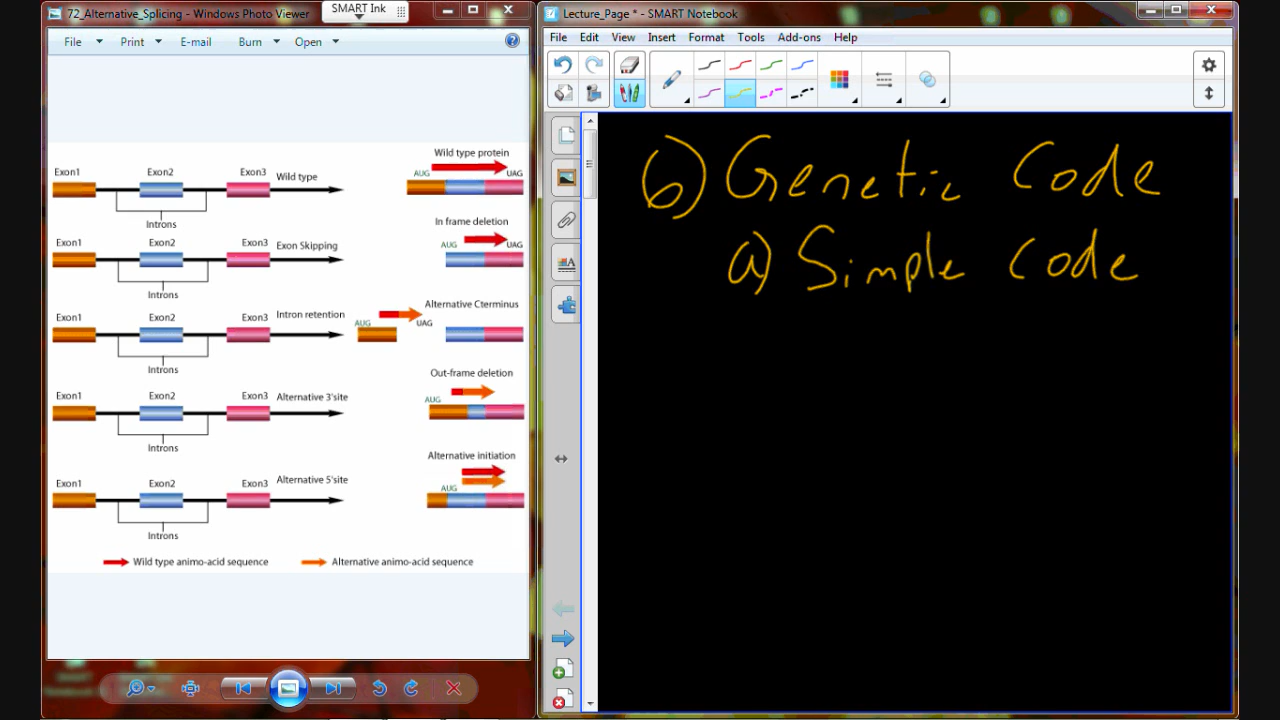 72_Alternative_Splicing - Windows Photo Viewer
SMART Ink
File Print E-mail Burn Open
Wild type protein
AUG UAG
Exon1 Exon2 Exon3 Wild type
Introns
In frame deletion
AUG UAG
Exon1 Exon2 Exon3 Exon Skipping
Introns
Alternative Cterminus
AUG UAG
Exon1 Exon2 Exon3 Intron retention
Introns
Out-frame deletion
AUG
Exon1 Exon2 Exon3 Alternative 3'site
Introns
Alternative initiation
AUG
Exon1 Exon2 Exon3 Alternative 5'site
Introns
Wild type animo-acid sequence Alternative animo-acid sequence
Lecture_Page * - SMART Notebook
File Edit View Insert Format Tools Add-ons Help
6) Genetic Code
a) Simple Code